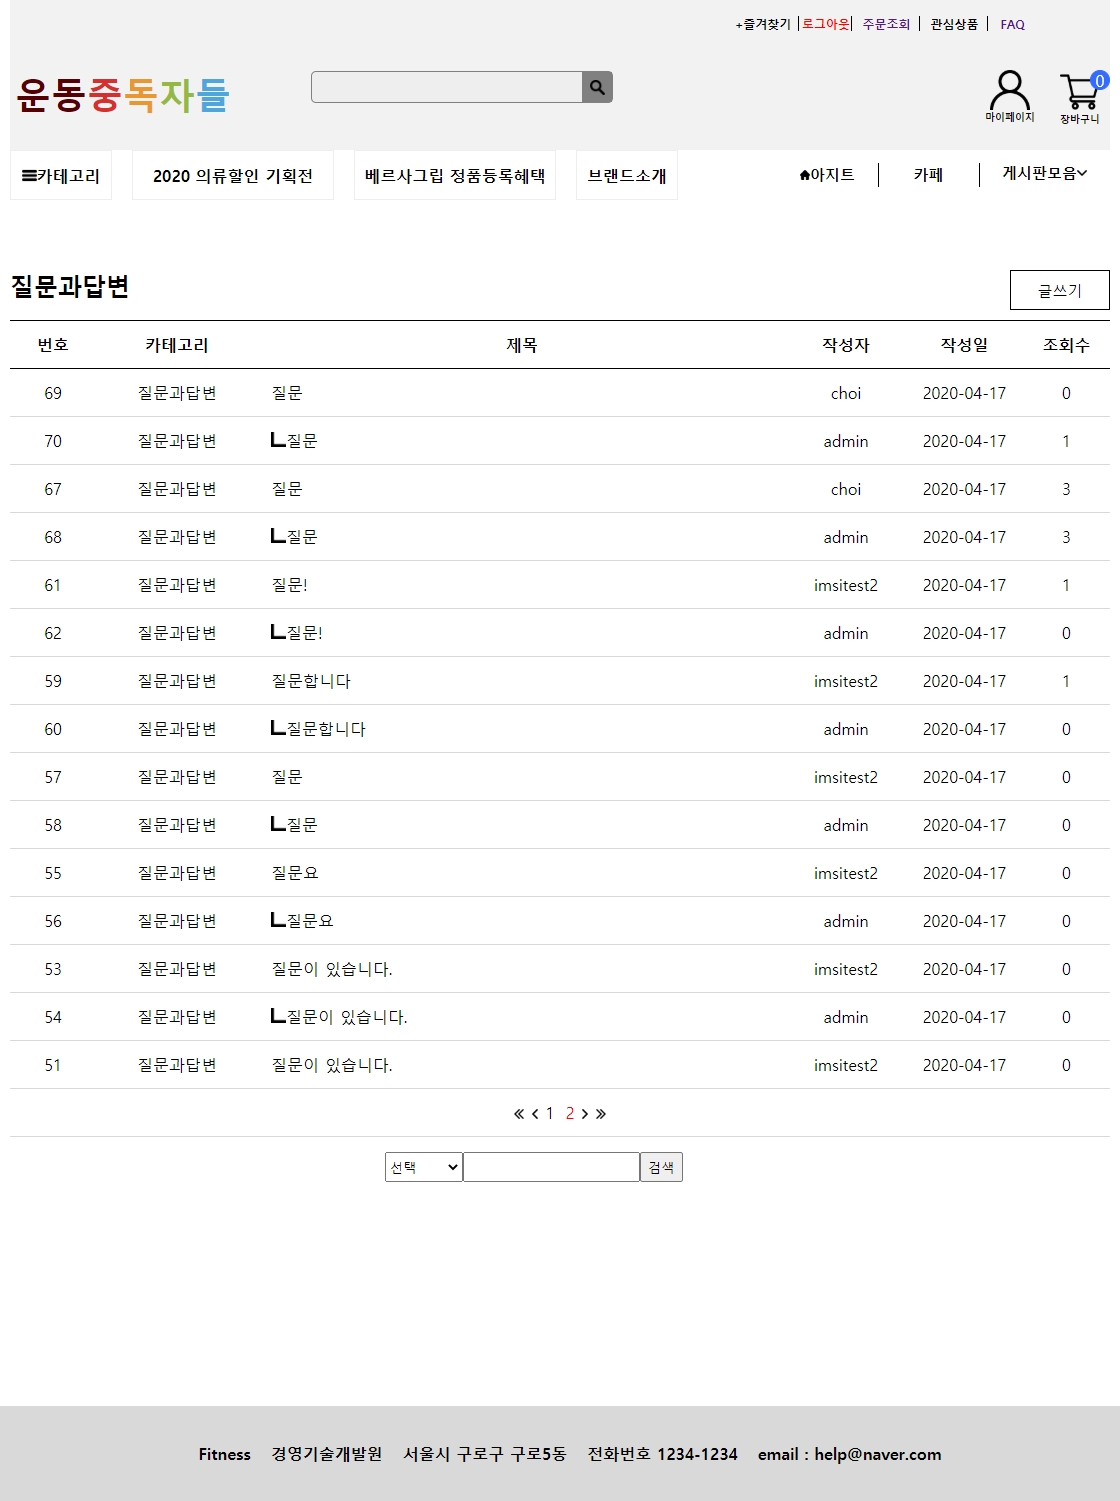 +즐겨찾기 로그아웃 주문조회 관심상품 FAQ
운동중독자들
0
마이페이지 장바구니
카테고리 2020 의류할인 기획전 베르사그립 정품등록혜택 브랜드소개 아지트 카페 게시판모음
질문과답변 글쓰기
번호 카테고리 제목 작성자 작성일 조회수
69 질문과답변 질문 choi 2020-04-17 0
70 질문과답변 질문 admin 2020-04-17 1
67 질문과답변 질문 choi 2020-04-17 3
68 질문과답변 질문 admin 2020-04-17 3
61 질문과답변 질문! imsitest2 2020-04-17 1
62 질문과답변 질문! admin 2020-04-17 0
59 질문과답변 질문합니다 imsitest2 2020-04-17 1
60 질문과답변 질문합니다 admin 2020-04-17 0
57 질문과답변 질문 imsitest2 2020-04-17 0
58 질문과답변 질문 admin 2020-04-17 0
55 질문과답변 질문요 imsitest2 2020-04-17 0
56 질문과답변 질문요 admin 2020-04-17 0
53 질문과답변 질문이 있습니다. imsitest2 2020-04-17 0
54 질문과답변 질문이 있습니다. admin 2020-04-17 0
51 질문과답변 질문이 있습니다. imsitest2 2020-04-17 0
« ‹ 1 2 › »
선택 검색
Fitness 경영기술개발원 서울시 구로구 구로5동 전화번호 1234-1234 email : help@naver.com